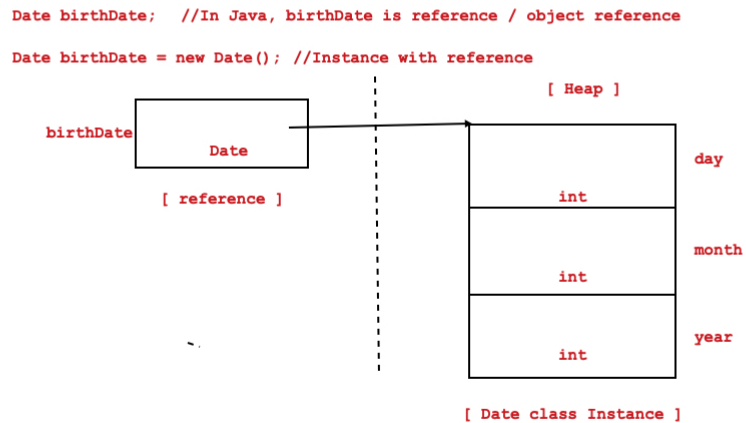 Date birthDate;   //In Java, birthDate is reference / object reference
Date birthDate = new Date(); //Instance with reference
[ Heap ]
birthDate
Date
[ reference ]
day
int
month
int
year
int
[ Date class Instance ]